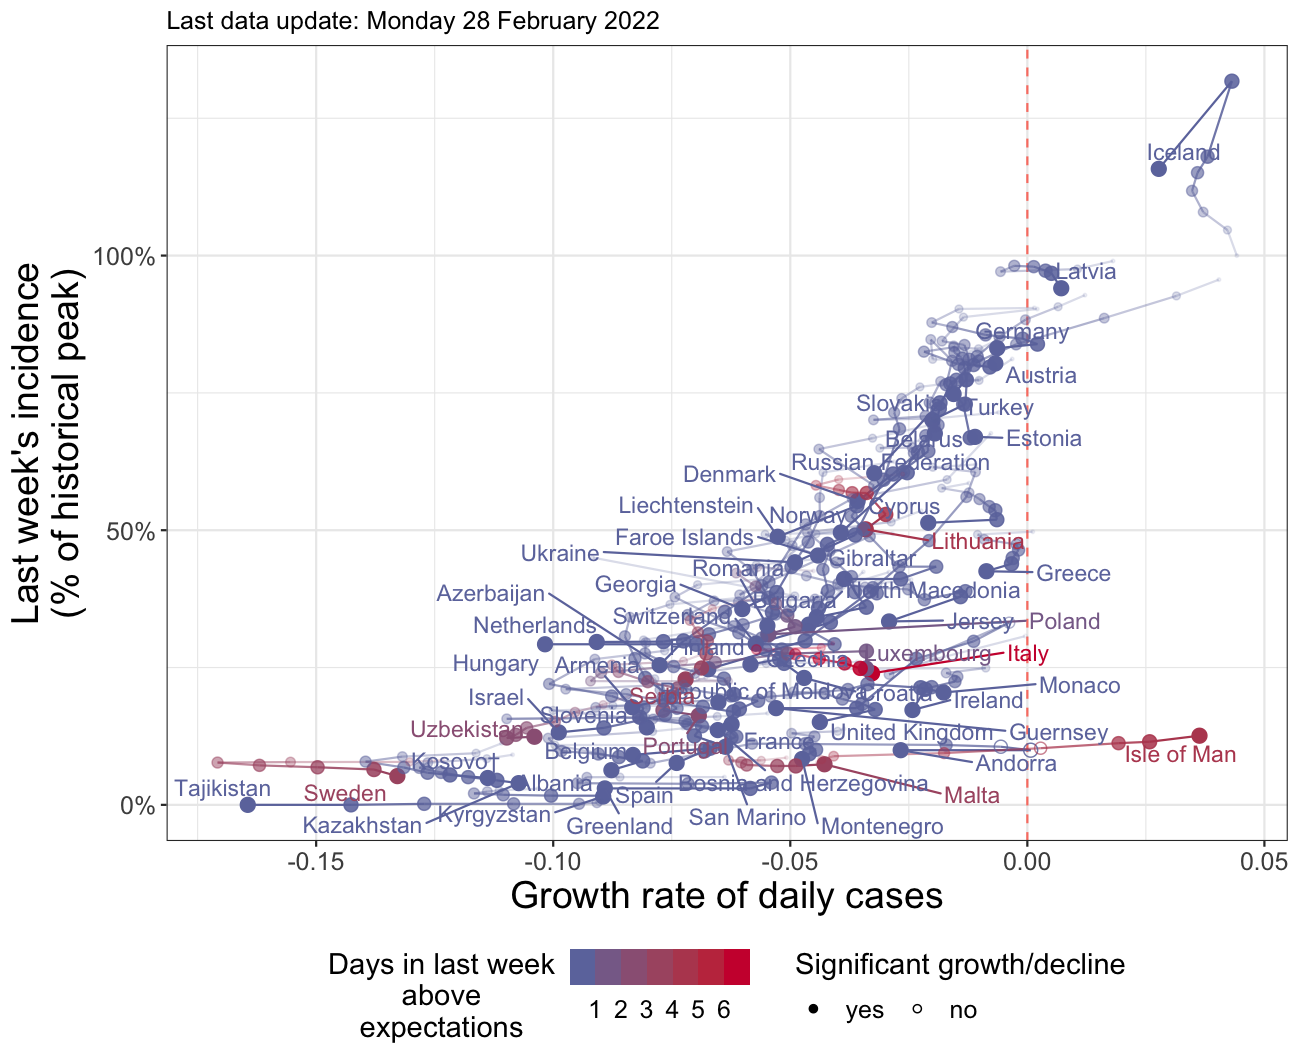 Last data update: Monday 28 February 2022
Last week's incidence
(% of historical peak)
100%
50%
0%
Iceland
Latvia
Germany
Austria
Slovakia
Turkey
Belarus
Estonia
Russian Federation
Denmark
Liechtenstein
Norway
Cyprus
Faroe Islands
Lithuania
Ukraine
Gibraltar
Romania
Greece
Georgia
Azerbaijan
North Macedonia
Bulgaria
Switzerland
Jersey
Poland
Netherlands
Finland
Luxembourg
Italy
Hungary
Armenia
Czechia
Monaco
Israel
Serbia
Republic of Moldova
Croatia
Ireland
Slovenia
Uzbekistan
United Kingdom
Guernsey
Belgium
Portugal
France
Isle of Man
Kosovo†
Andorra
Tajikistan
Sweden
Albania
Spain
Bosnia and Herzegovina
Malta
Kazakhstan
Kyrgyzstan
Greenland
San Marino
Montenegro
-0.15
-0.10
-0.05
0.00
0.05
Growth rate of daily cases
Days in last week
above
expectations
1 2 3 4 5 6
Significant growth/decline
yes
no